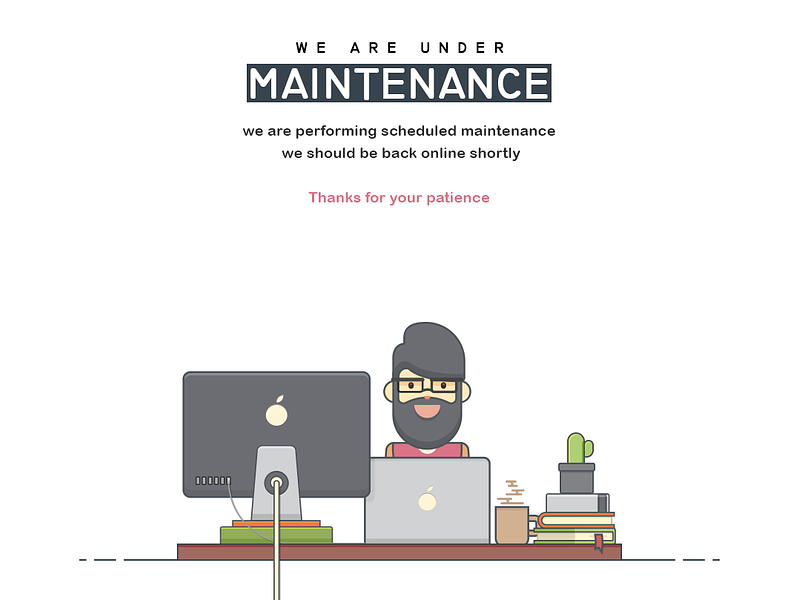 WE ARE UNDER
MAINTENANCE
we are performing scheduled maintenance
we should be back online shortly
Thanks for your patience